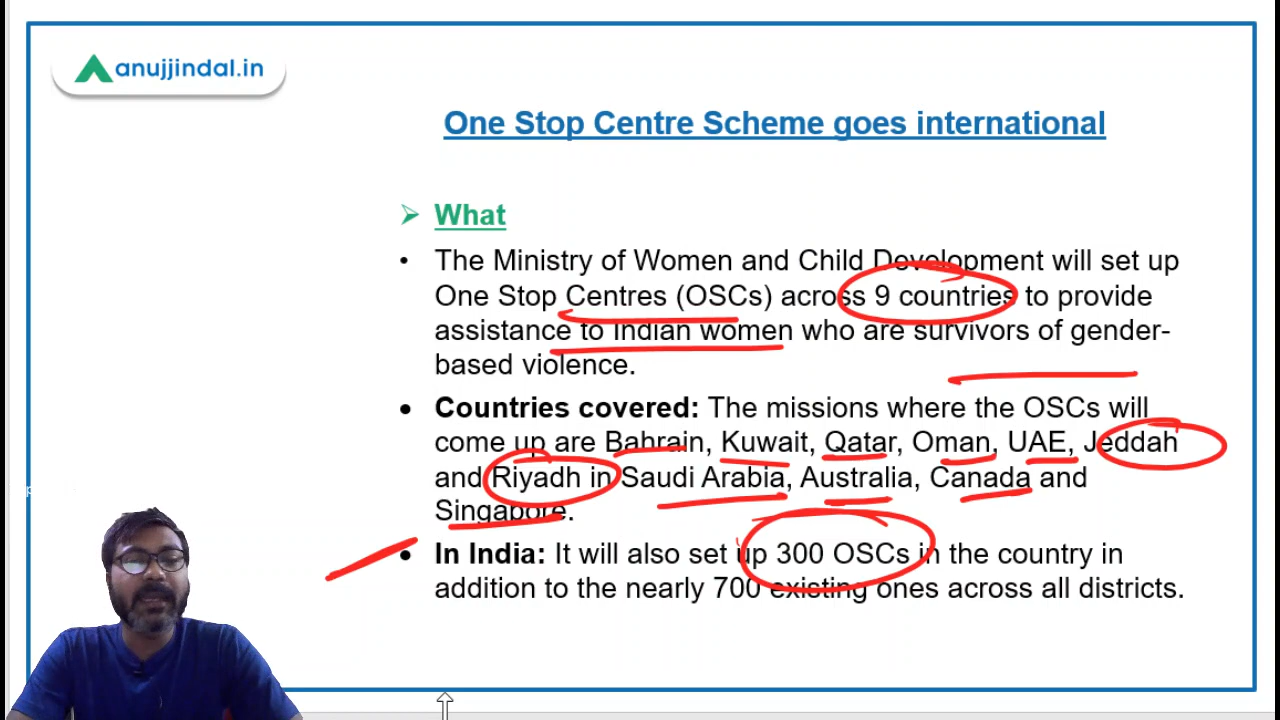 anujjindal.in
One Stop Centre Scheme goes international
What
The Ministry of Women and Child Development will set up
One Stop Centres (OSCs) across 9 countries to provide
assistance to Indian women who are survivors of gender-
based violence.
Countries covered: The missions where the OSCs will
come up are Bahrain, Kuwait, Qatar, Oman, UAE, Jeddah
and Riyadh in Saudi Arabia, Australia, Canada and
Singapore.
In India: It will also set up 300 OSCs in the country in
addition to the nearly 700 existing ones across all districts.